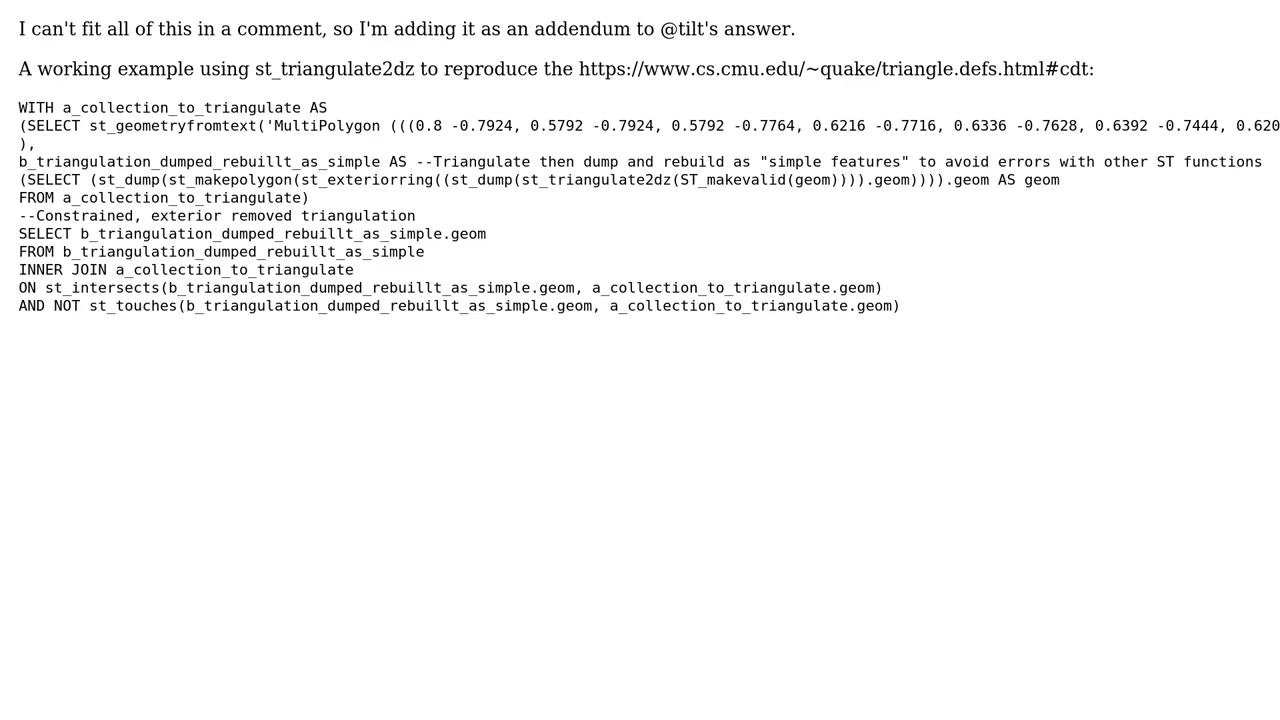 I can't fit all of this in a comment, so I'm adding it as an addendum to @tilt's answer.
A working example using st_triangulate2dz to reproduce the https://www.cs.cmu.edu/~quake/triangle.defs.html#cdt:
WITH a_collection_to_triangulate AS
(SELECT st_geometryfromtext('MultiPolygon (((0.8 -0.7924, 0.5792 -0.7924, 0.5792 -0.7764, 0.6216 -0.7716, 0.6336 -0.7628, 0.6392 -0.7444, 0.620
),
b_triangulation_dumped_rebuillt_as_simple AS --Triangulate then dump and rebuild as "simple features" to avoid errors with other ST functions
(SELECT (st_dump(st_makepolygon(st_exteriorring((st_dump(st_triangulate2dz(ST_makevalid(geom)))).geom)))).geom AS geom
FROM a_collection_to_triangulate)
--Constrained, exterior removed triangulation
SELECT b_triangulation_dumped_rebuillt_as_simple.geom
FROM b_triangulation_dumped_rebuillt_as_simple
INNER JOIN a_collection_to_triangulate
ON st_intersects(b_triangulation_dumped_rebuillt_as_simple.geom, a_collection_to_triangulate.geom)
AND NOT st_touches(b_triangulation_dumped_rebuillt_as_simple.geom, a_collection_to_triangulate.geom)